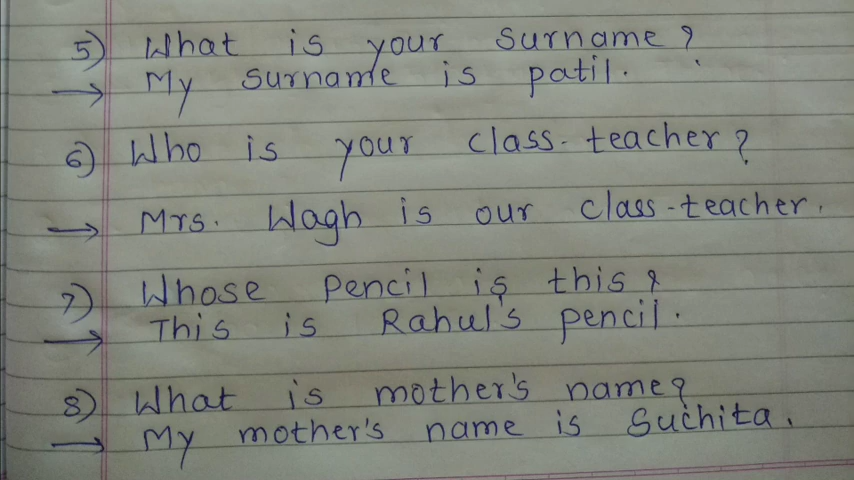 5) What is your surname?
→ My surname is patil.
6) Who is your class-teacher?
→ Mrs. Wagh is our class-teacher.
7) Whose pencil is this?
→ This is Rahul's pencil.
8) What is mother's name?
→ My mother's name is Suchita.